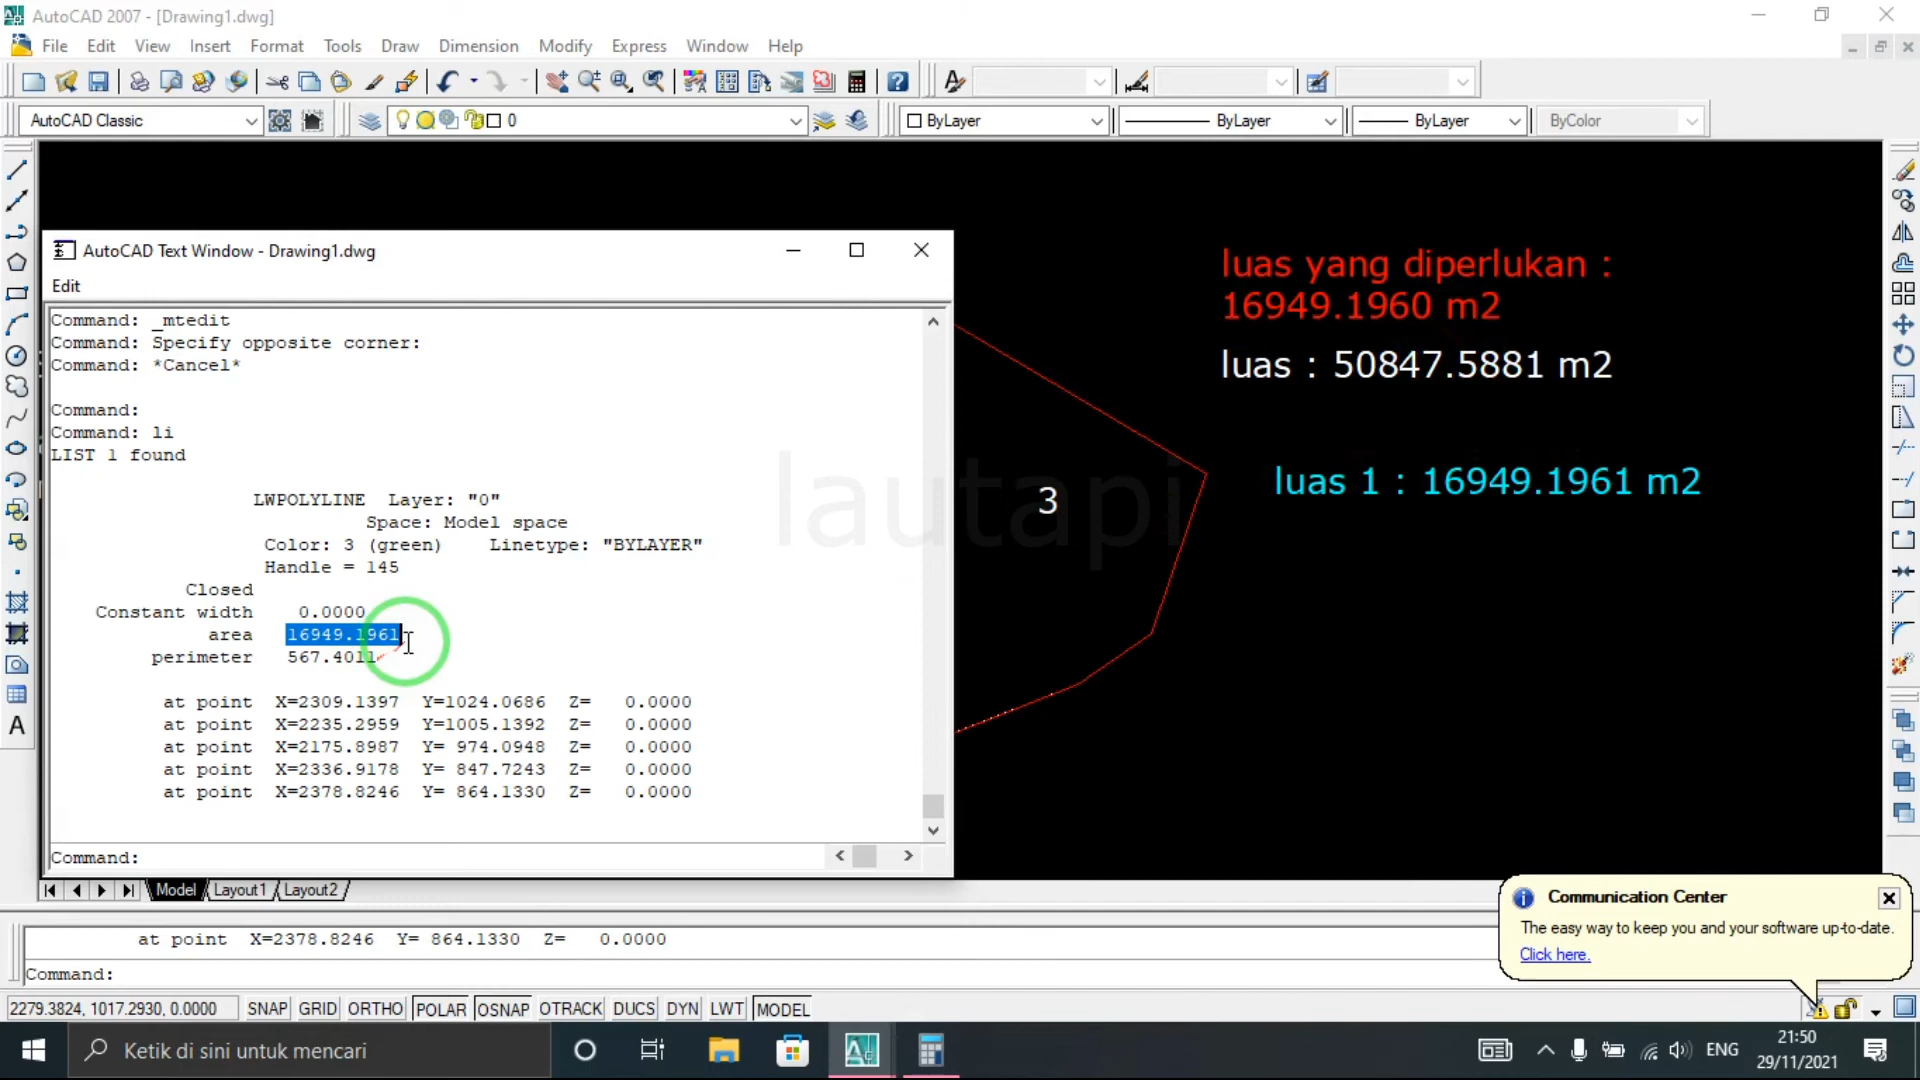 AutoCAD 2007 - [Drawing1.dwg]
File Edit View Insert Format Tools Draw Dimension Modify Express Window Help
AutoCAD Classic
0
ByLayer
ByLayer
ByLayer
ByColor
AutoCAD Text Window - Drawing1.dwg
Edit
Command: _mtedit
Command: Specify opposite corner:
Command: *Cancel*
Command:
Command: li
LIST 1 found
LWPOLYLINE Layer: "0"
Space: Model space
Color: 3 (green) Linetype: "BYLAYER"
Handle = 145
Closed
Constant width 0.0000
area 16949.1961
perimeter 567.4011
at point X=2309.1397 Y=1024.0686 Z= 0.0000
at point X=2235.2959 Y=1005.1392 Z= 0.0000
at point X=2175.8987 Y= 974.0948 Z= 0.0000
at point X=2336.9178 Y= 847.7243 Z= 0.0000
at point X=2378.8246 Y= 864.1330 Z= 0.0000
Command:
luas yang diperlukan :
16949.1960 m2
luas : 50847.5881 m2
luas 1 : 16949.1961 m2
3
lautapi
Model Layout1 Layout2
at point X=2378.8246 Y= 864.1330 Z= 0.0000
Command:
Communication Center
The easy way to keep you and your software up-to-date.
Click here.
2279.3824, 1017.2930, 0.0000 SNAP GRID ORTHO POLAR OSNAP OTRACK DUCS DYN LWT MODEL
Ketik di sini untuk mencari
ENG
21:50
29/11/2021